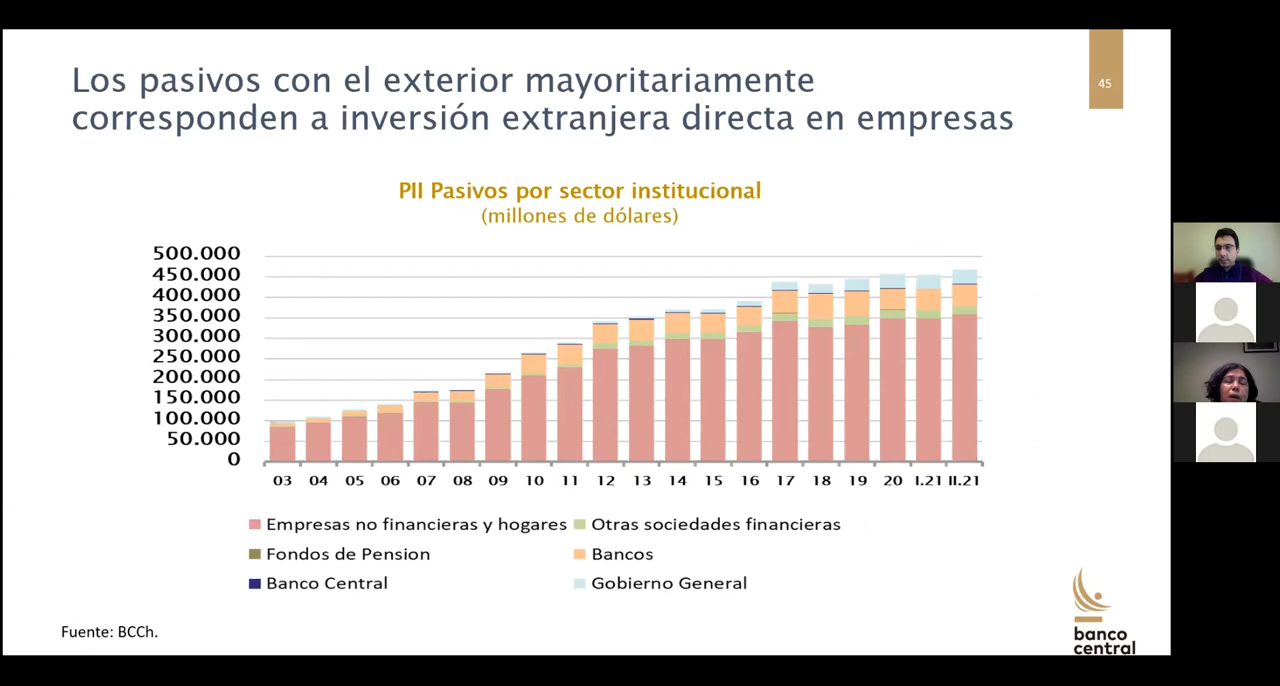 Los pasivos con el exterior mayoritariamente
corresponden a inversión extranjera directa en empresas
45
PII Pasivos por sector institucional
(millones de dólares)
500.000
450.000
400.000
350.000
300.000
250.000
200.000
150.000
100.000
50.000
0
03 04 05 06 07 08 09 10 11 12 13 14 15 16 17 18 19 20 I.21 II.21
Empresas no financieras y hogares Otras sociedades financieras
Fondos de Pension Bancos
Banco Central Gobierno General
Fuente: BCCh.
banco
central